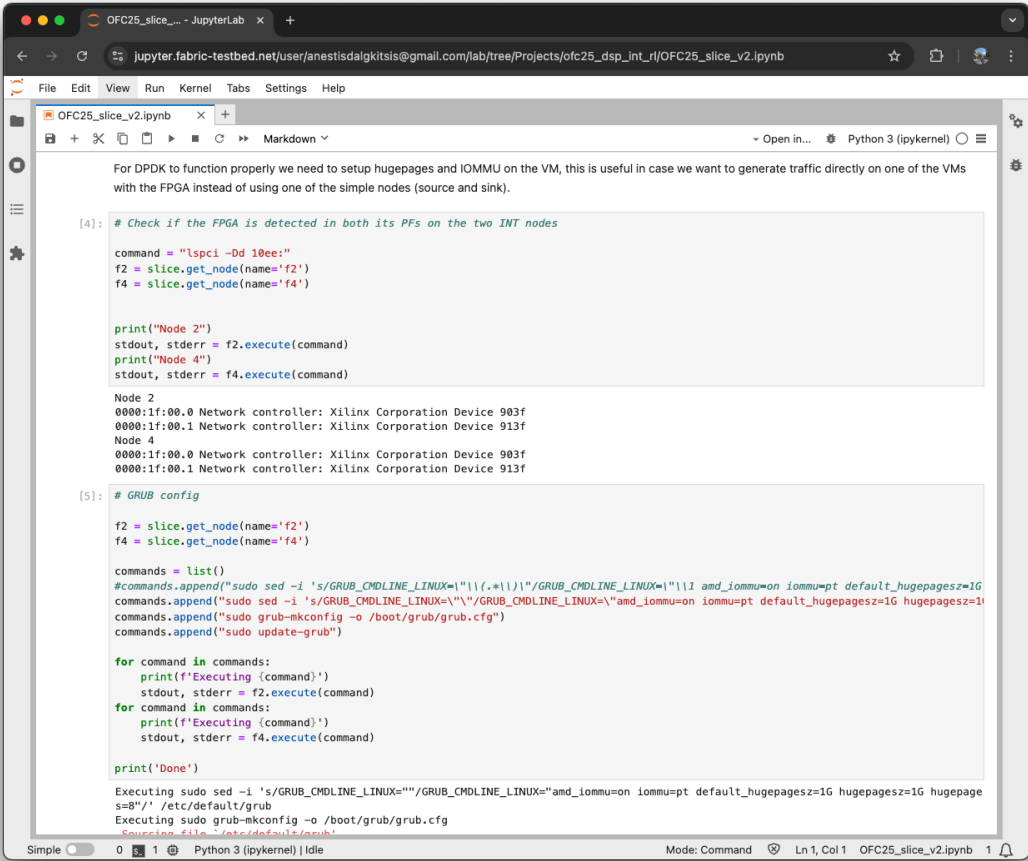 OFC25_slice_... - JupyterLab
jupyter.fabric-testbed.net/user/anestisdalgkitsis@gmail.com/lab/tree/Projects/ofc25_dsp_int_rl/OFC25_slice_v2.ipynb
File Edit View Run Kernel Tabs Settings Help
OFC25_slice_v2.ipynb
Markdown Open in... Python 3 (ipykernel)
For DPDK to function properly we need to setup hugepages and IOMMU on the VM, this is useful in case we want to generate traffic directly on one of the VMs
with the FPGA instead of using one of the simple nodes (source and sink).
[4]: # Check if the FPGA is detected in both its PFs on the two INT nodes
command = "lspci -Dd 10ee:"
f2 = slice.get_node(name='f2')
f4 = slice.get_node(name='f4')
print("Node 2")
stdout, stderr = f2.execute(command)
print("Node 4")
stdout, stderr = f4.execute(command)
Node 2
0000:1f:00.0 Network controller: Xilinx Corporation Device 903f
0000:1f:00.1 Network controller: Xilinx Corporation Device 913f
Node 4
0000:1f:00.0 Network controller: Xilinx Corporation Device 903f
0000:1f:00.1 Network controller: Xilinx Corporation Device 913f
[5]: # GRUB config
f2 = slice.get_node(name='f2')
f4 = slice.get_node(name='f4')
commands = list()
#commands.append("sudo sed -i 's/GRUB_CMDLINE_LINUX=\"\\(.*\\)\"/GRUB_CMDLINE_LINUX=\"\\1 amd_iommu=on iommu=pt default_hugepagesz=1G
commands.append("sudo sed -i 's/GRUB_CMDLINE_LINUX=\"\"/GRUB_CMDLINE_LINUX=\"amd_iommu=on iommu=pt default_hugepagesz=1G hugepagesz=1G
commands.append("sudo grub-mkconfig -o /boot/grub/grub.cfg")
commands.append("sudo update-grub")
for command in commands:
    print(f'Executing {command}')
    stdout, stderr = f2.execute(command)
for command in commands:
    print(f'Executing {command}')
    stdout, stderr = f4.execute(command)
print('Done')
Executing sudo sed -i 's/GRUB_CMDLINE_LINUX=""/GRUB_CMDLINE_LINUX="amd_iommu=on iommu=pt default_hugepagesz=1G hugepagesz=1G hugepage
s=8"/' /etc/default/grub
Executing sudo grub-mkconfig -o /boot/grub/grub.cfg
Sourcing file `/etc/default/grub'
Simple 0 $_ 1 Python 3 (ipykernel) | Idle Mode: Command Ln 1, Col 1 OFC25_slice_v2.ipynb 1